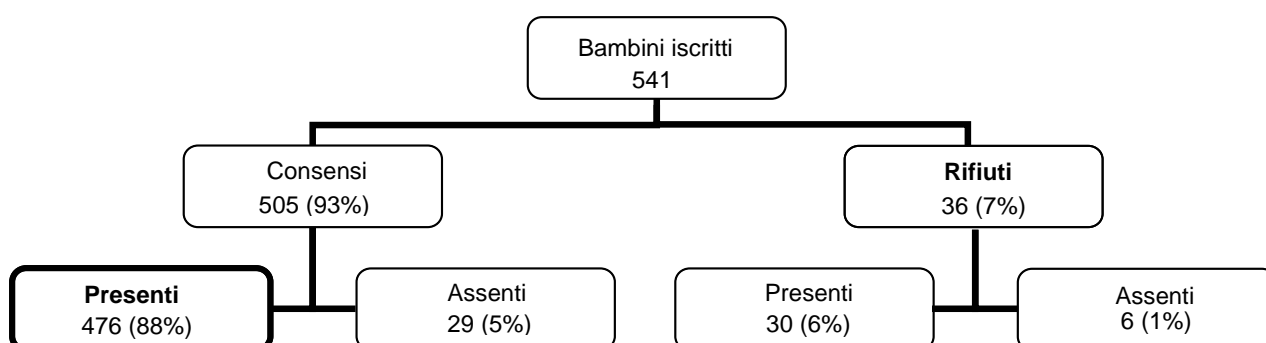 Bambini iscritti
541
Consensi
505 (93%)
Rifiuti
36 (7%)
Presenti
476 (88%)
Assenti
29 (5%)
Presenti
30 (6%)
Assenti
6 (1%)